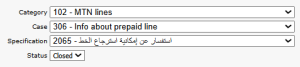 Category 102 - MTN lines
Case 306 - Info about prepaid line
Specification 2065 - استفسار عن إمكانية استرجاع الخط
Status Closed